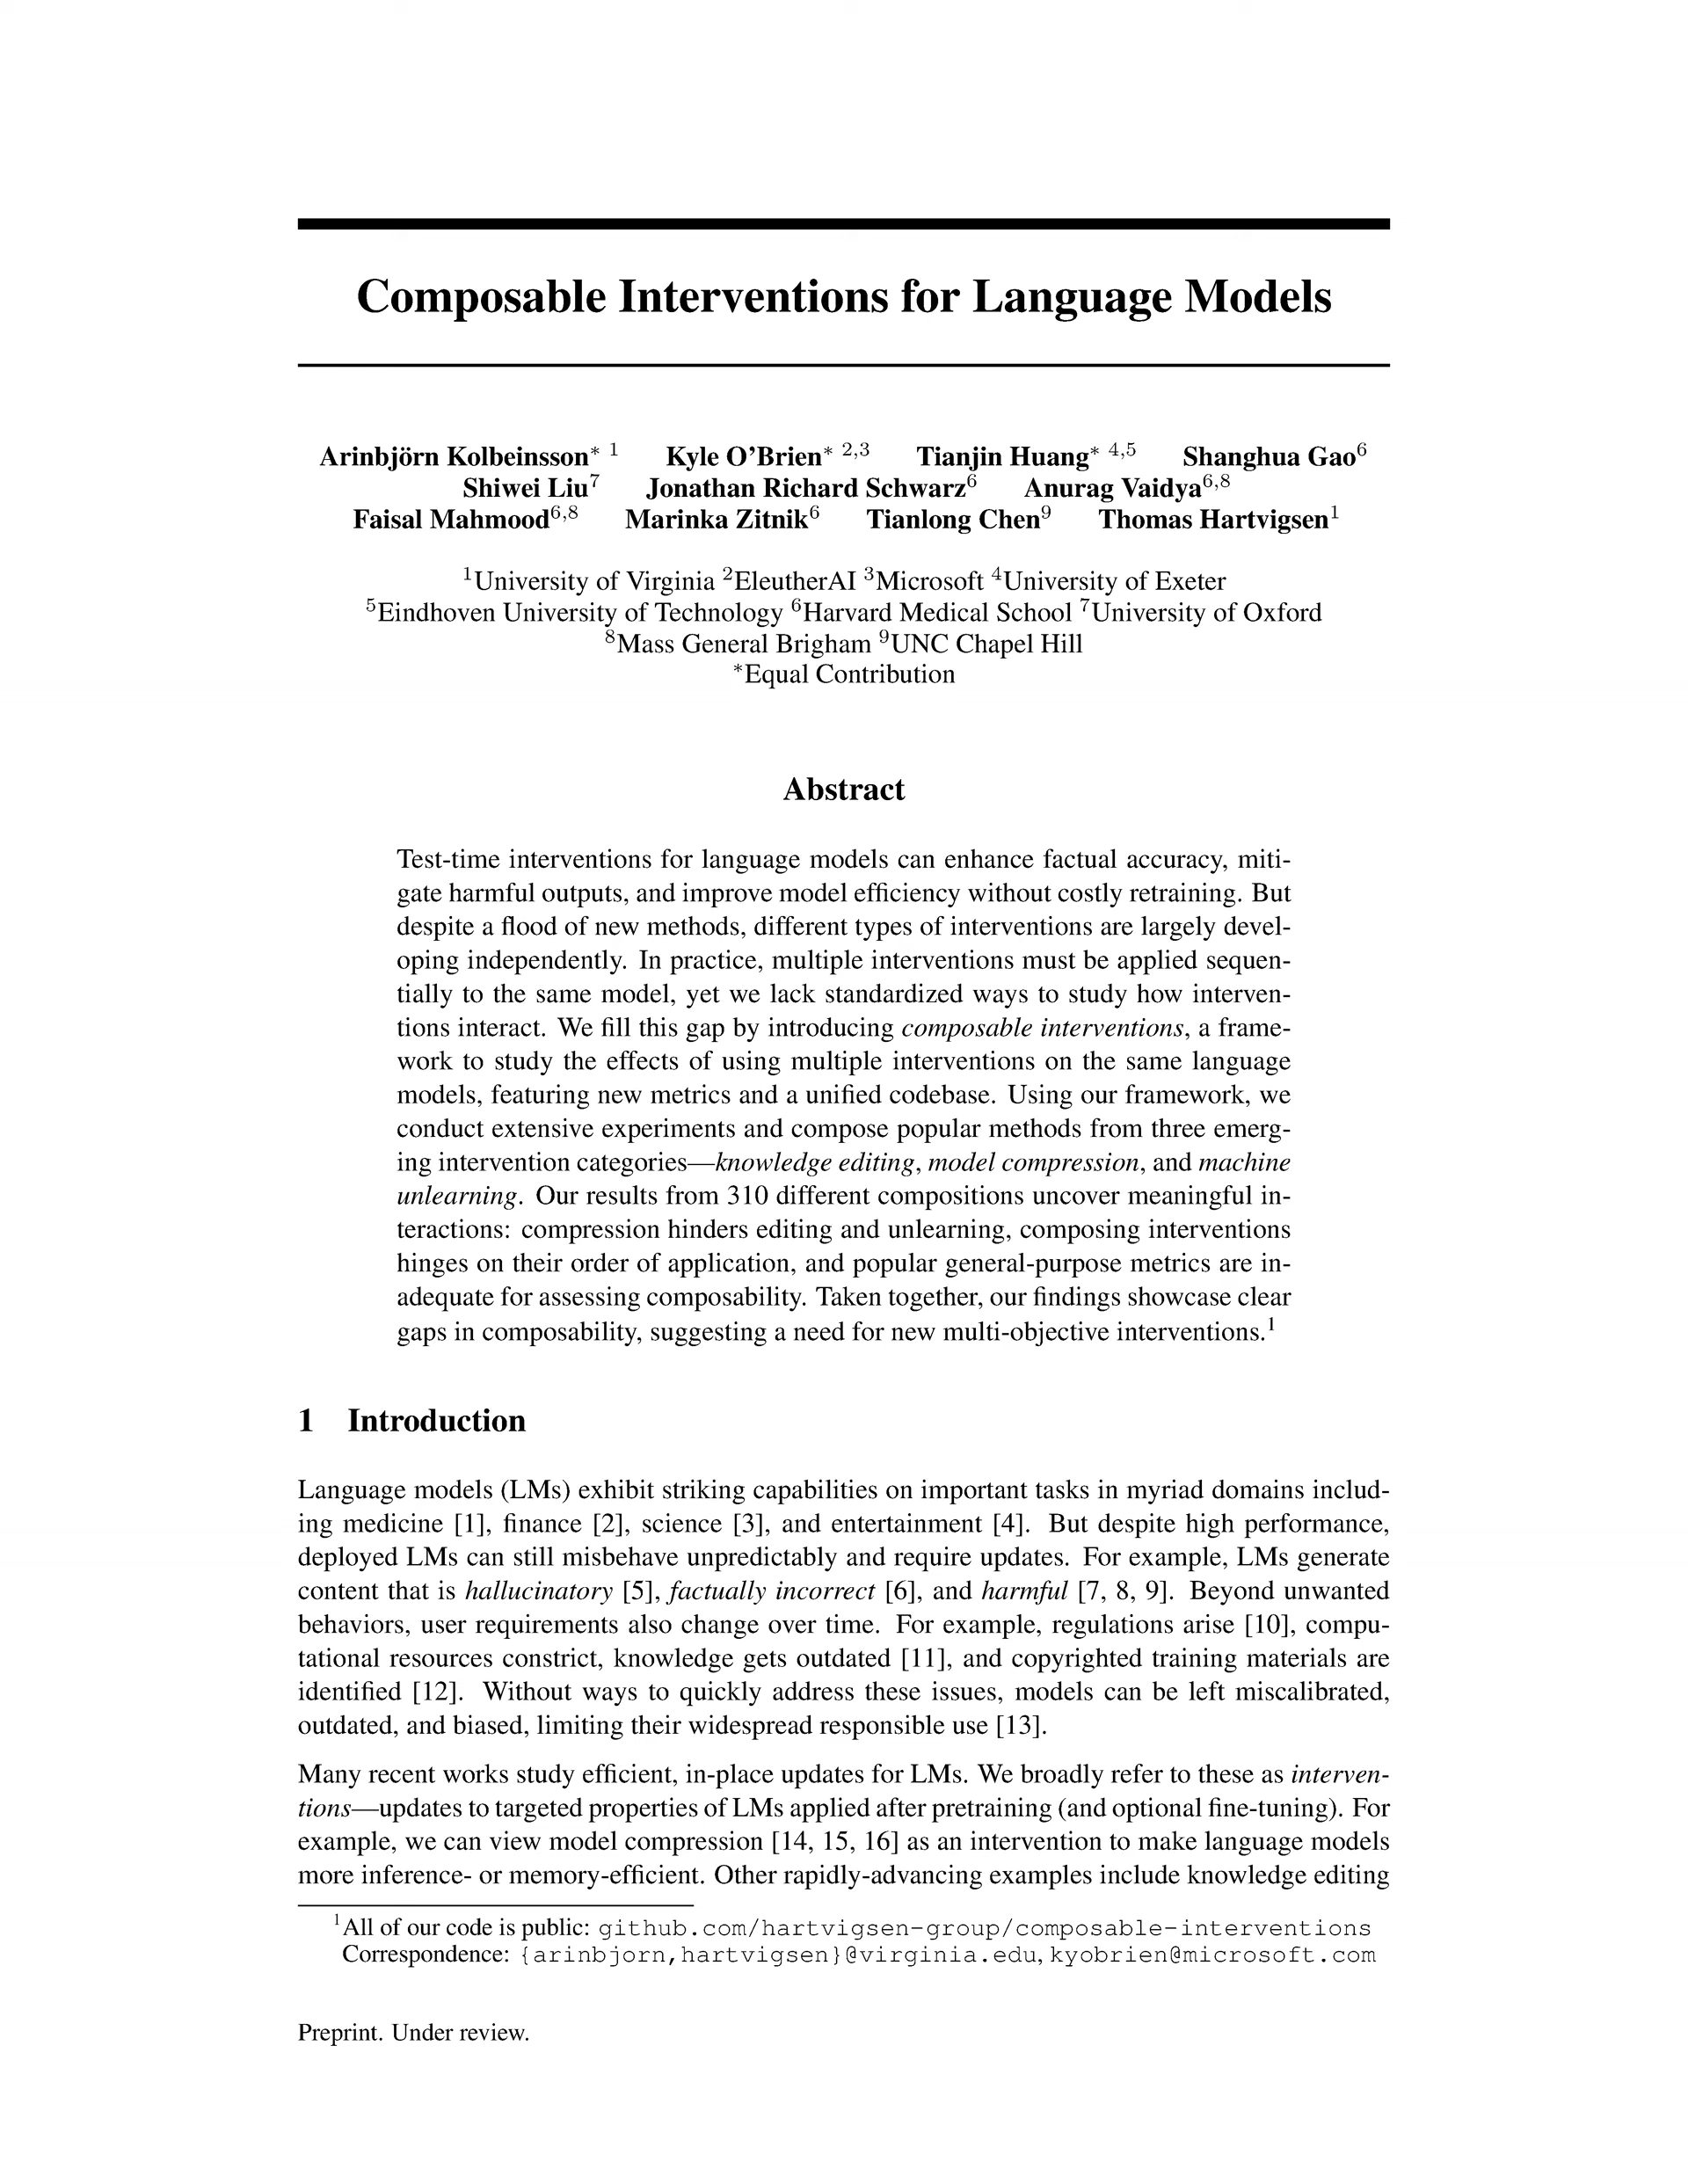 Composable Interventions for Language Models
Arinbjörn Kolbeinsson* 1 Kyle O'Brien* 2,3 Tianjin Huang* 4,5 Shanghua Gao6
Shiwei Liu7 Jonathan Richard Schwarz6 Anurag Vaidya6,8
Faisal Mahmood6,8 Marinka Zitnik6 Tianlong Chen9 Thomas Hartvigsen1
1University of Virginia 2EleutherAI 3Microsoft 4University of Exeter
5Eindhoven University of Technology 6Harvard Medical School 7University of Oxford
8Mass General Brigham 9UNC Chapel Hill
*Equal Contribution
Abstract
Test-time interventions for language models can enhance factual accuracy, miti-
gate harmful outputs, and improve model efficiency without costly retraining. But
despite a flood of new methods, different types of interventions are largely devel-
oping independently. In practice, multiple interventions must be applied sequen-
tially to the same model, yet we lack standardized ways to study how interven-
tions interact. We fill this gap by introducing composable interventions, a frame-
work to study the effects of using multiple interventions on the same language
models, featuring new metrics and a unified codebase. Using our framework, we
conduct extensive experiments and compose popular methods from three emerg-
ing intervention categories—knowledge editing, model compression, and machine
unlearning. Our results from 310 different compositions uncover meaningful in-
teractions: compression hinders editing and unlearning, composing interventions
hinges on their order of application, and popular general-purpose metrics are in-
adequate for assessing composability. Taken together, our findings showcase clear
gaps in composability, suggesting a need for new multi-objective interventions.1
1 Introduction
Language models (LMs) exhibit striking capabilities on important tasks in myriad domains includ-
ing medicine [1], finance [2], science [3], and entertainment [4]. But despite high performance,
deployed LMs can still misbehave unpredictably and require updates. For example, LMs generate
content that is hallucinatory [5], factually incorrect [6], and harmful [7, 8, 9]. Beyond unwanted
behaviors, user requirements also change over time. For example, regulations arise [10], compu-
tational resources constrict, knowledge gets outdated [11], and copyrighted training materials are
identified [12]. Without ways to quickly address these issues, models can be left miscalibrated,
outdated, and biased, limiting their widespread responsible use [13].
Many recent works study efficient, in-place updates for LMs. We broadly refer to these as interven-
tions—updates to targeted properties of LMs applied after pretraining (and optional fine-tuning). For
example, we can view model compression [14, 15, 16] as an intervention to make language models
more inference- or memory-efficient. Other rapidly-advancing examples include knowledge editing
1All of our code is public: github.com/hartvigsen-group/composable-interventions
Correspondence: {arinbjorn,hartvigsen}@virginia.edu, kyobrien@microsoft.com
Preprint. Under review.